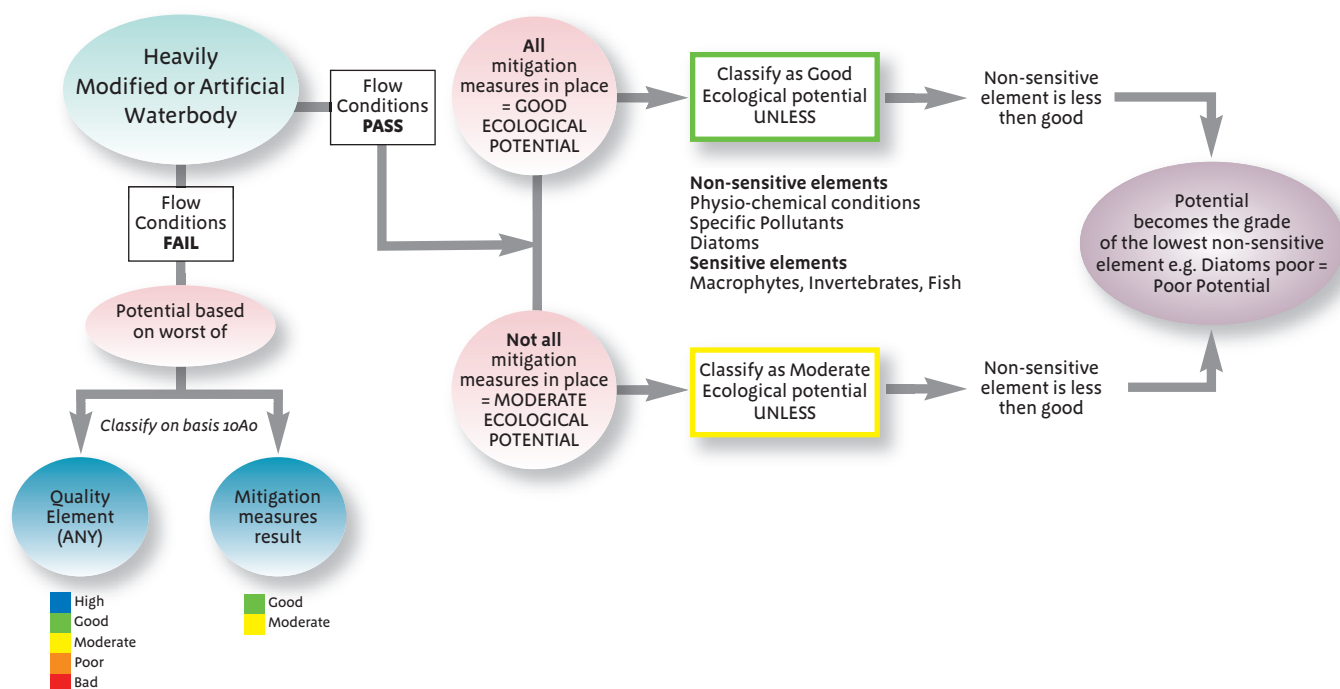 Heavily
Modified or Artificial
Waterbody
Flow
Conditions
PASS
Flow
Conditions
FAIL
Potential based
on worst of
Classify on basis 10A0
Quality
Element
(ANY)
Mitigation
measures
result
High
Good
Moderate
Poor
Bad
Good
Moderate
All
mitigation
measures in place
= GOOD
ECOLOGICAL
POTENTIAL
Not all
mitigation
measures in place
= MODERATE
ECOLOGICAL
POTENTIAL
Classify as Good
Ecological potential
UNLESS
Non-sensitive elements
Physio-chemical conditions
Specific Pollutants
Diatoms
Sensitive elements
Macrophytes, Invertebrates, Fish
Classify as Moderate
Ecological potential
UNLESS
Non-sensitive
element is less
then good
Non-sensitive
element is less
then good
Potential
becomes the grade
of the lowest non-sensitive
element e.g. Diatoms poor =
Poor Potential